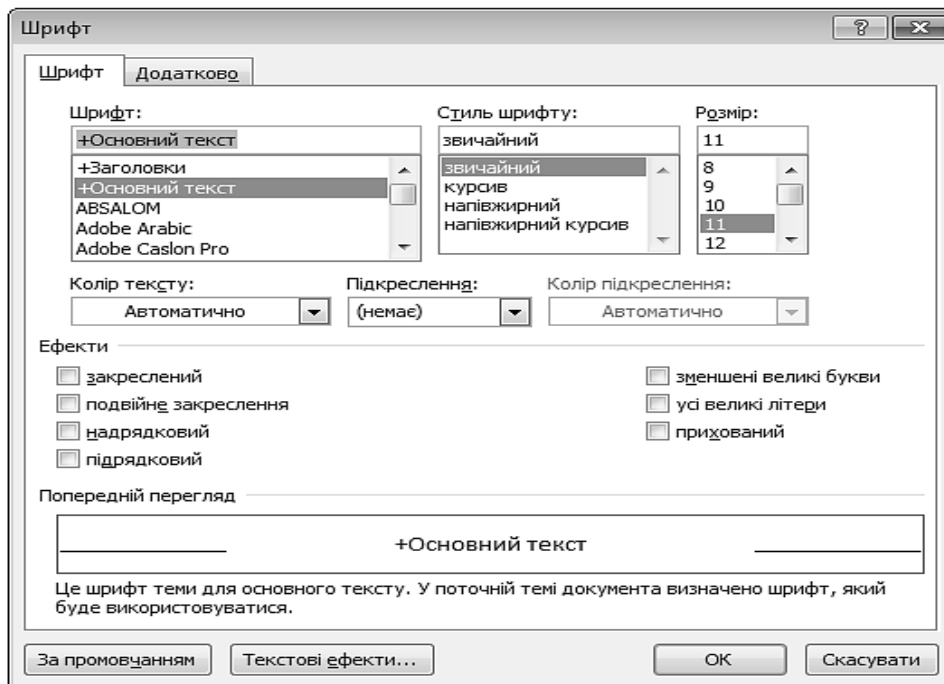 Шрифт
Шрифт Додатково
Шрифт: Стиль шрифту: Розмір:
+Основний текст звичайний 11
+Заголовки звичайний 8
+Основний текст курсив 9
ABSALOM напівжирний 10
Adobe Arabic напівжирний курсив 11
Adobe Caslon Pro 12
Колір тексту: Підкреслення: Колір підкреслення:
Автоматично (немає) Автоматично
Ефекти
закреслений зменшені великі букви
подвійне закреслення усі великі літери
надрядковий прихований
підрядковий
Попередній перегляд
+Основний текст
Це шрифт теми для основного тексту. У поточній темі документа визначено шрифт, який
буде використовуватися.
За промовчанням Текстові ефекти... ОК Скасувати